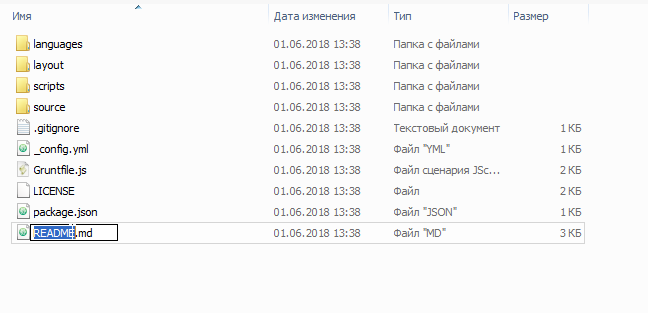 Имя Дата изменения Тип Размер
languages 01.06.2018 13:38 Папка с файлами
layout 01.06.2018 13:38 Папка с файлами
scripts 01.06.2018 13:38 Папка с файлами
source 01.06.2018 13:38 Папка с файлами
.gitignore 01.06.2018 13:38 Текстовый документ 1 КБ
_config.yml 01.06.2018 13:38 Файл "YML" 1 КБ
Gruntfile.js 01.06.2018 13:38 Файл сценария JSc... 2 КБ
LICENSE 01.06.2018 13:38 Файл 2 КБ
package.json 01.06.2018 13:38 Файл "JSON" 1 КБ
README.md 01.06.2018 13:38 Файл "MD" 3 КБ